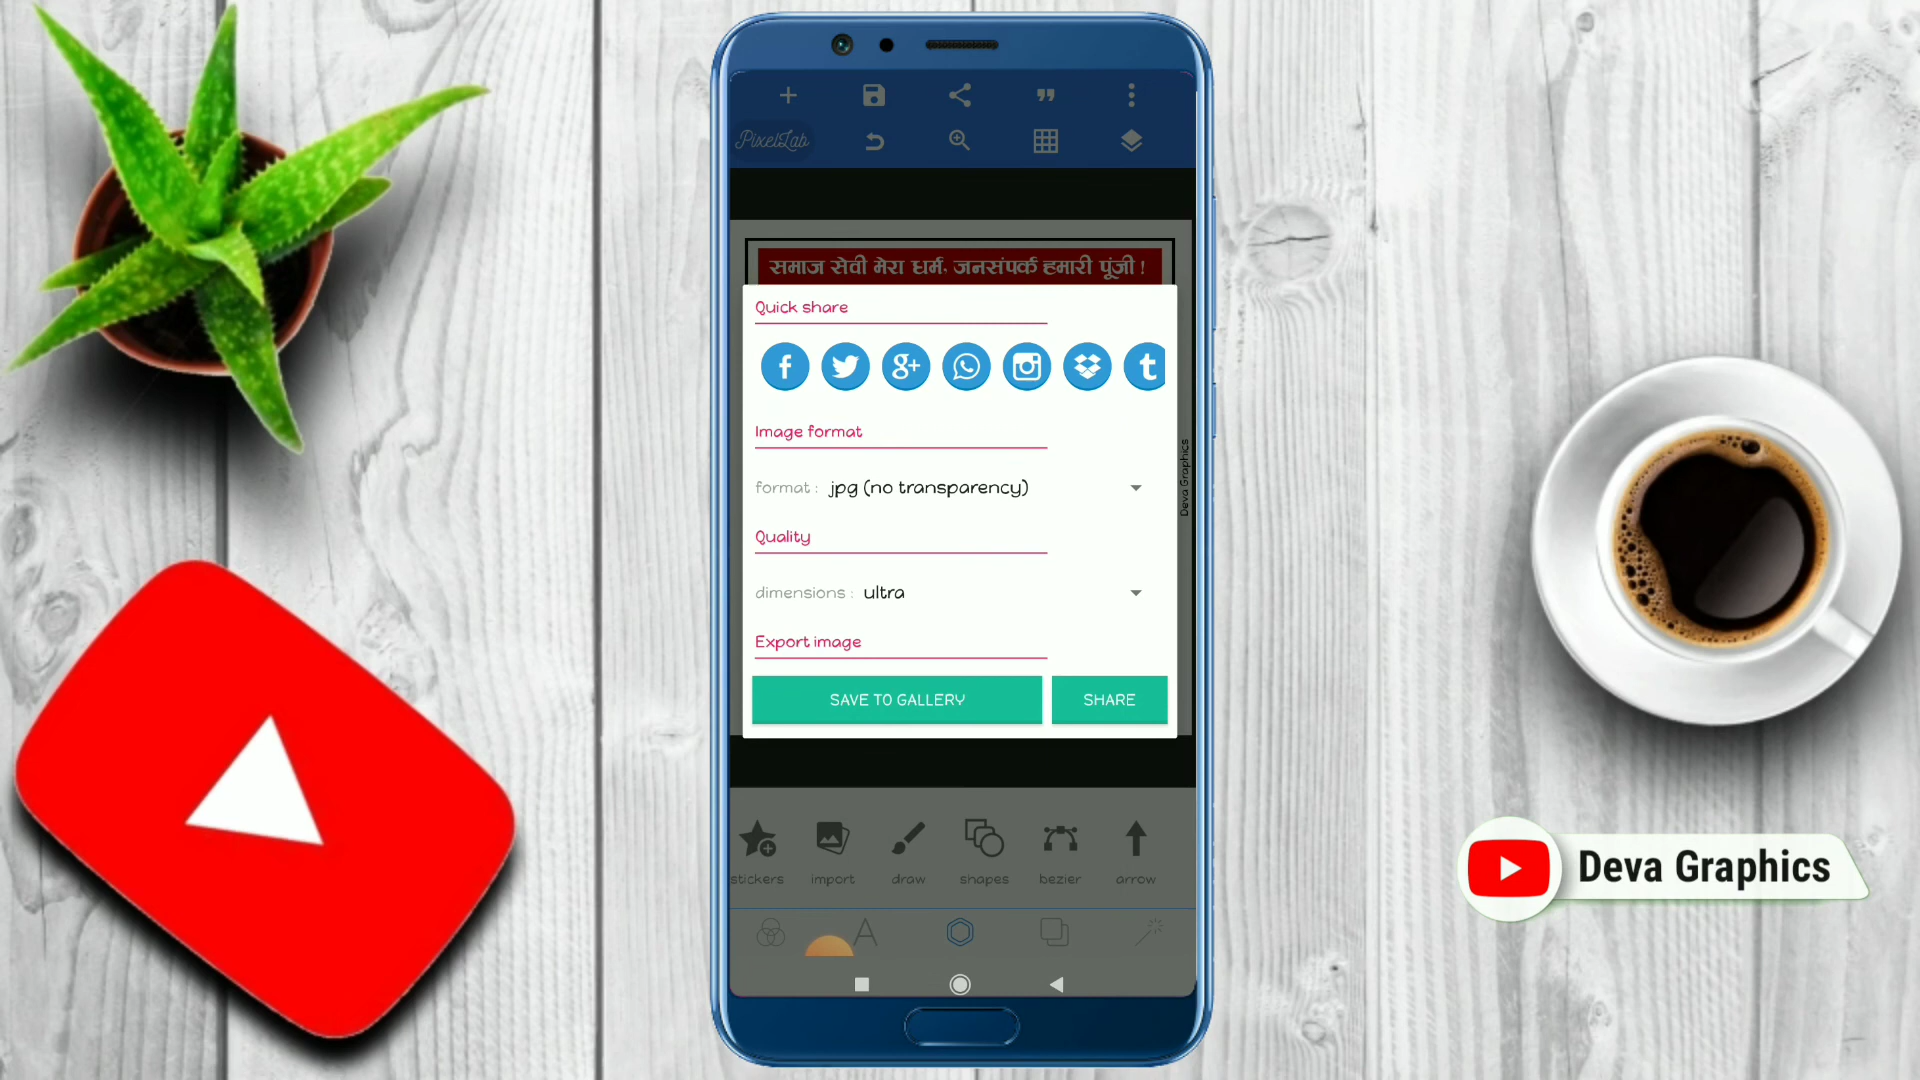 PixelLab
समाज सेवी मेरा धर्म, जनसंपर्क हमारी पूंजी !
Quick share
Image format
format : jpg (no transparency)
Quality
dimensions : ultra
Export image
SAVE TO GALLERY
SHARE
Deva Graphics
stickers
import
draw
shapes
bezier
arrow
Deva Graphics